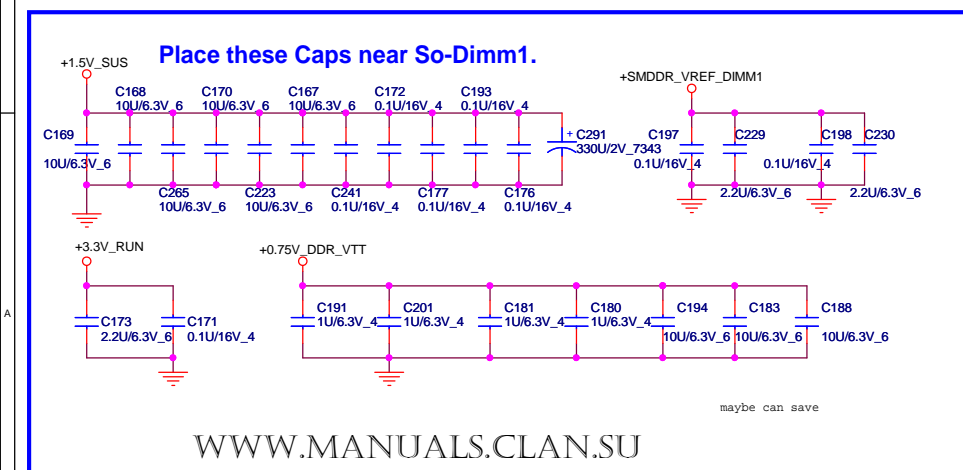 Place these Caps near So-Dimm1.
+1.5V_SUS
C168
10U/6.3V_6
C170
10U/6.3V_6
C167
10U/6.3V_6
C172
0.1U/16V_4
C193
0.1U/16V_4
C169
10U/6.3V_6
+
C291
330U/2V_7343
C265
10U/6.3V_6
C223
10U/6.3V_6
C241
0.1U/16V_4
C177
0.1U/16V_4
C176
0.1U/16V_4
+SMDDR_VREF_DIMM1
C197
0.1U/16V_4
C229
2.2U/6.3V_6
C198
0.1U/16V_4
C230
2.2U/6.3V_6
+3.3V_RUN
C173
2.2U/6.3V_6
C171
0.1U/16V_4
+0.75V_DDR_VTT
C191
1U/6.3V_4
C201
1U/6.3V_4
C181
1U/6.3V_4
C180
1U/6.3V_4
C194
10U/6.3V_6
C183
10U/6.3V_6
C188
10U/6.3V_6
A
maybe can save
WWW.MANUALS.CLAN.SU